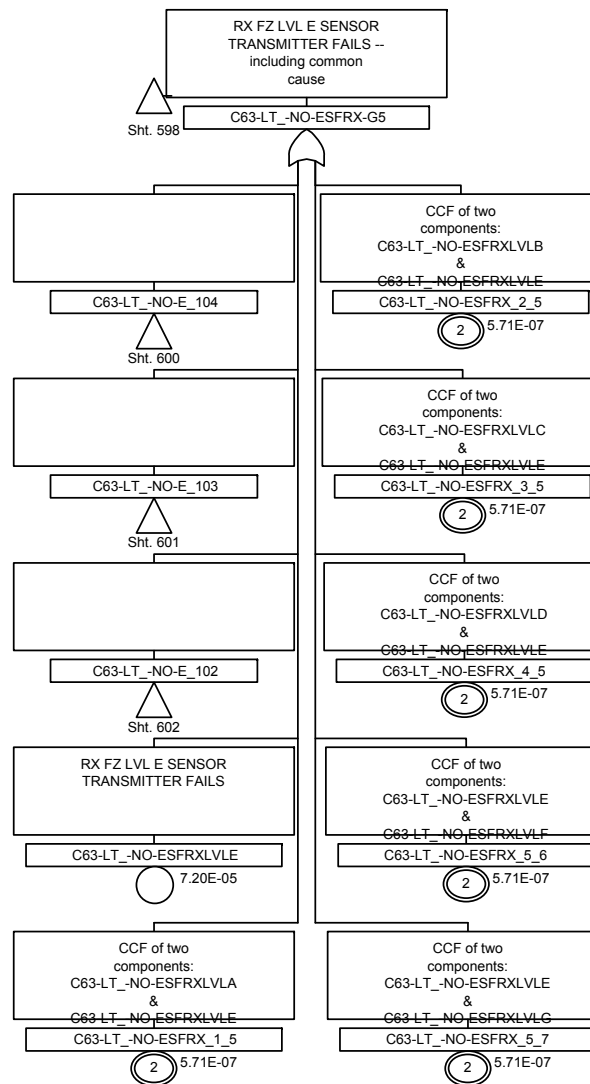 RX FZ LVL E SENSOR
TRANSMITTER FAILS --
including common
cause
C63-LT_-NO-ESFRX-G5
Sht. 598
C63-LT_-NO-E_104
Sht. 600
CCF of two
components:
C63-LT_-NO-ESFRXLVLB
&
C63-LT_-NO-ESFRXLVLE
C63-LT_-NO-ESFRX_2_5
2
5.71E-07
C63-LT_-NO-E_103
Sht. 601
CCF of two
components:
C63-LT_-NO-ESFRXLVLC
&
C63-LT_-NO-ESFRXLVLE
C63-LT_-NO-ESFRX_3_5
2
5.71E-07
C63-LT_-NO-E_102
Sht. 602
CCF of two
components:
C63-LT_-NO-ESFRXLVLD
&
C63-LT_-NO-ESFRXLVLE
C63-LT_-NO-ESFRX_4_5
2
5.71E-07
RX FZ LVL E SENSOR
TRANSMITTER FAILS
C63-LT_-NO-ESFRXLVLE
7.20E-05
CCF of two
components:
C63-LT_-NO-ESFRXLVLE
&
C63-LT_-NO-ESFRXLVLF
C63-LT_-NO-ESFRX_5_6
2
5.71E-07
CCF of two
components:
C63-LT_-NO-ESFRXLVLA
&
C63-LT_-NO-ESFRXLVLE
C63-LT_-NO-ESFRX_1_5
2
5.71E-07
CCF of two
components:
C63-LT_-NO-ESFRXLVLE
&
C63-LT_-NO-ESFRXLVLG
C63-LT_-NO-ESFRX_5_7
2
5.71E-07